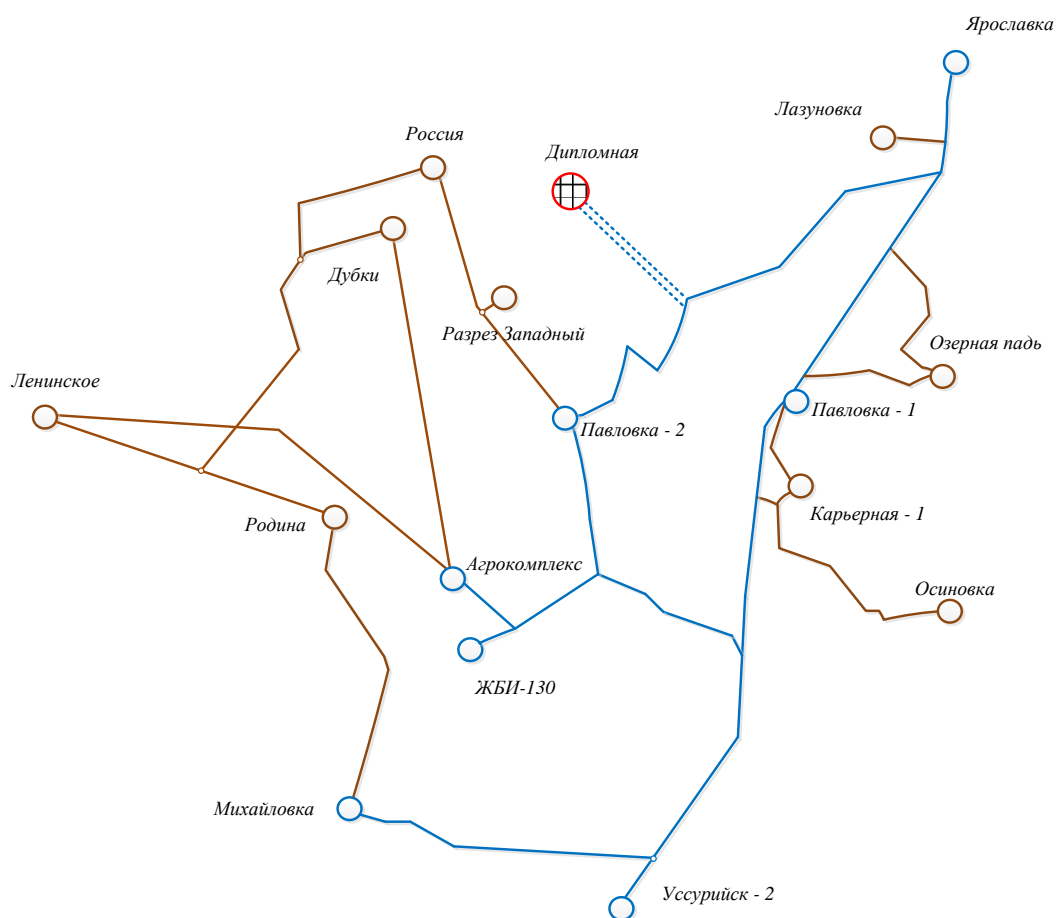 Ярославка
Лазуновка
Россия
Дипломная
Дубки
Разрез Западный
Озерная падь
Ленинское
Павловка - 1
Павловка - 2
Родина
Карьерная - 1
Агрокомплекс
Осиновка
ЖБИ-130
Михайловка
Уссурийск - 2